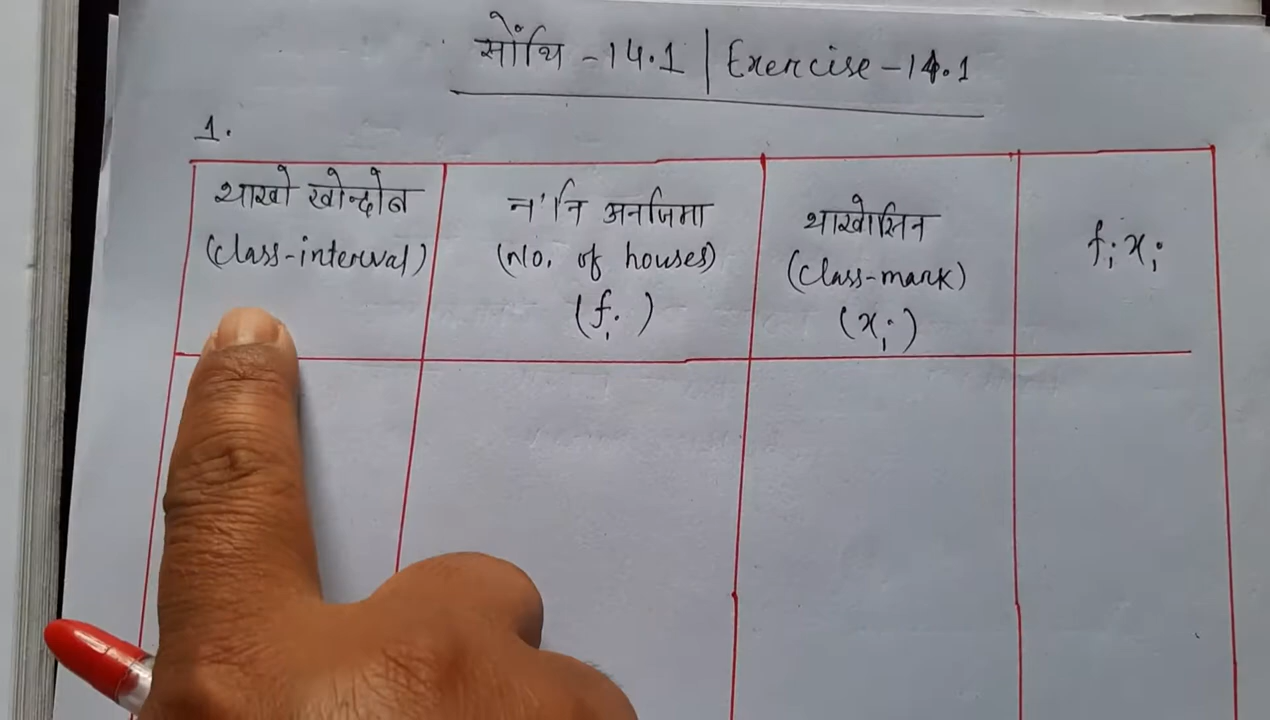 सोंथि -14.1 | Exercise-14.1
1.
थाखो खोन्दोब
(class-interval)
न'नि अनजिमा
(No. of houses)
(fi)
थाखोसिन
(class-mark)
(xi)
fixi